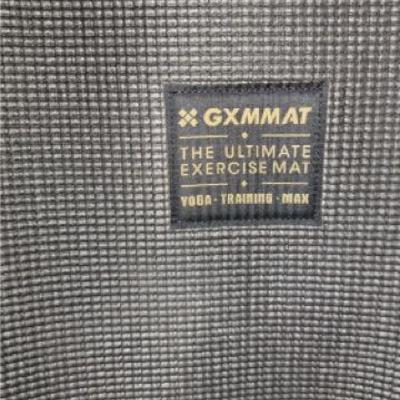 GXMMAT
THE ULTIMATE
EXERCISE MAT
YOGA · TRAINING · MAX